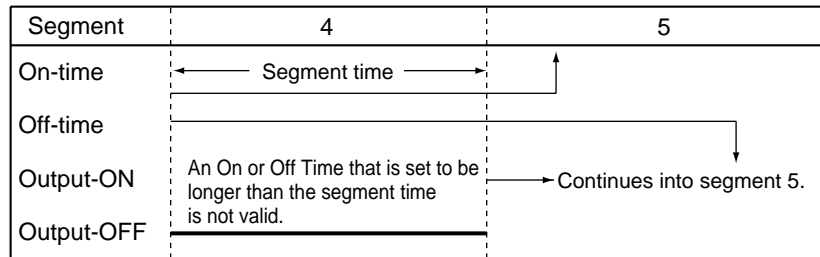 Segment 4 5
On-time Segment time
Off-time
Output-ON An On or Off Time that is set to be longer than the segment time is not valid. Continues into segment 5.
Output-OFF